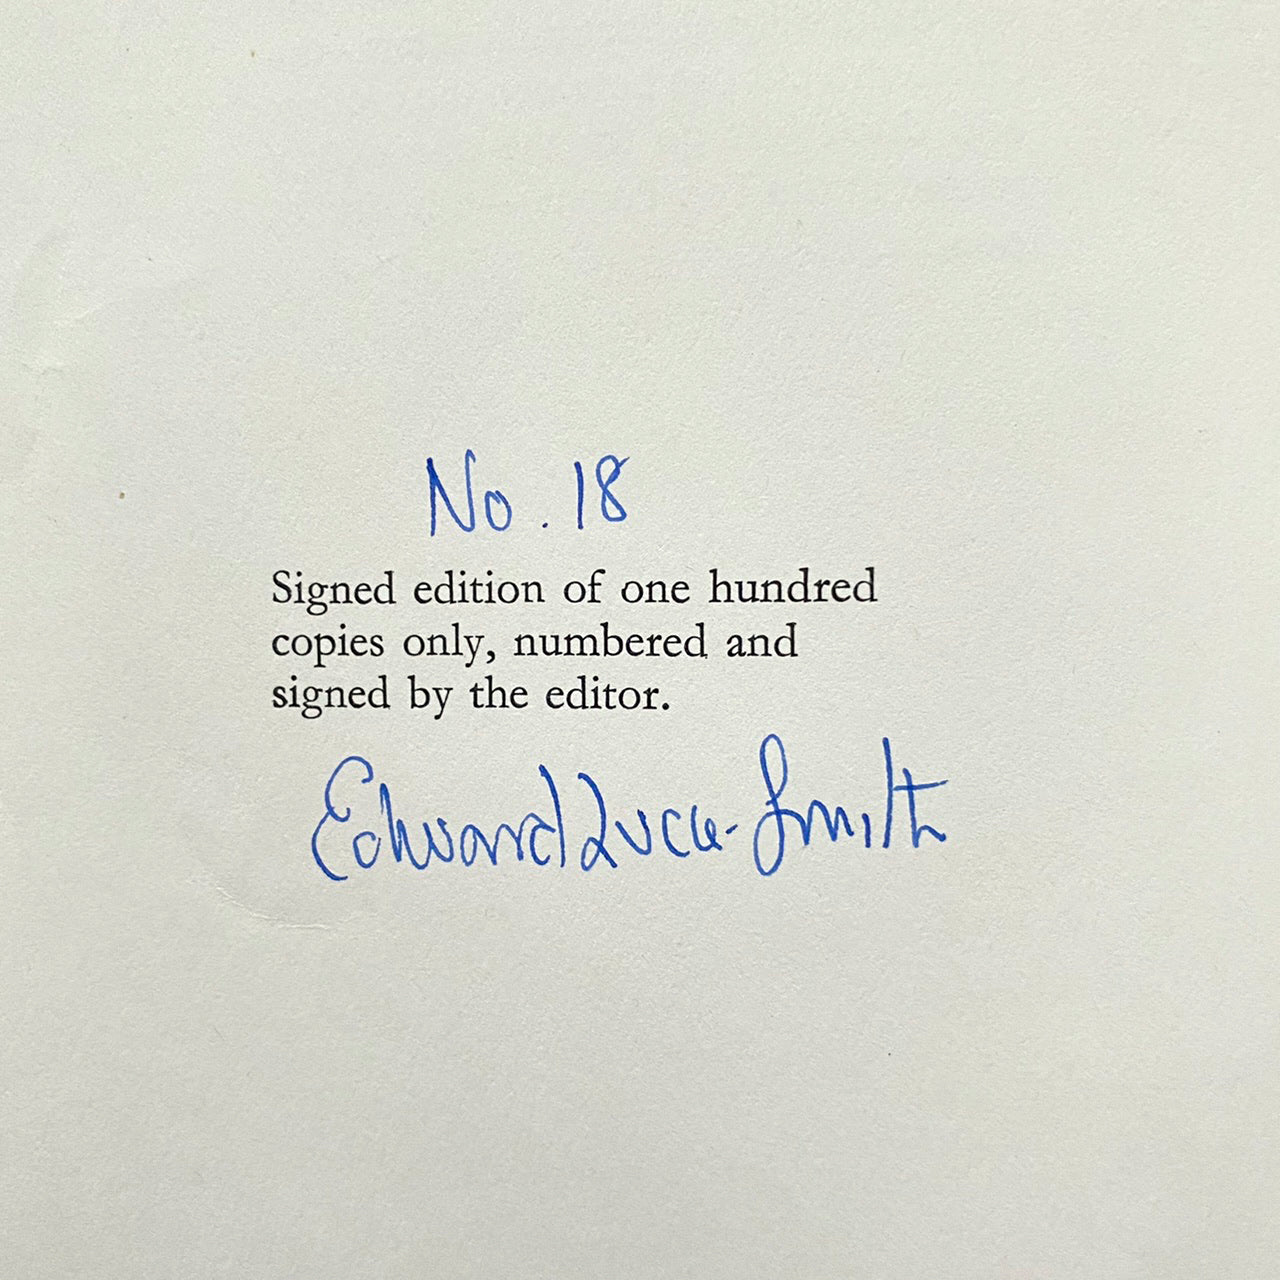 No. 18
Signed edition of one hundred
copies only, numbered and
signed by the editor.
Edward Lucie-Smith